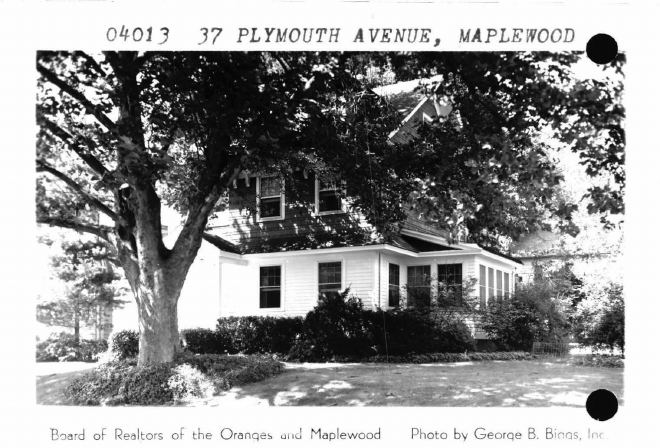 04013 37 PLYMOUTH AVENUE, MAPLEWOOD
Board of Realtors of the Oranges and Maplewood Photo by George B. Biggs, Inc.